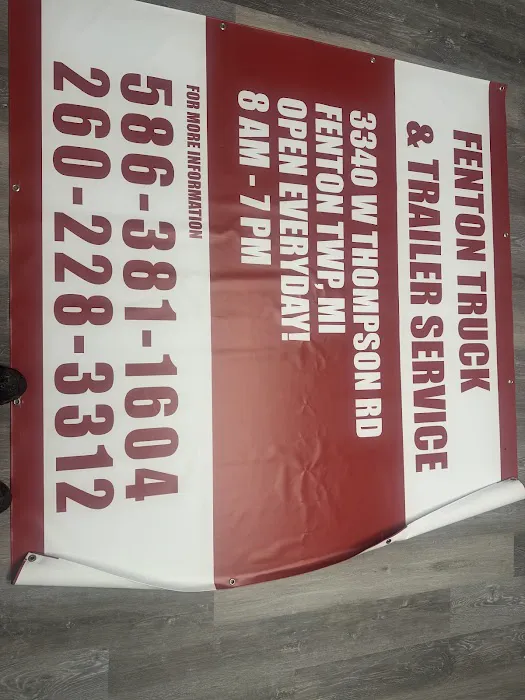 FENTON TRUCK
& TRAILER SERVICE
3340 W THOMPSON RD
FENTON TWP, MI
OPEN EVERYDAY!
8 AM - 7 PM
FOR MORE INFORMATION
586-381-1604
260-228-3312